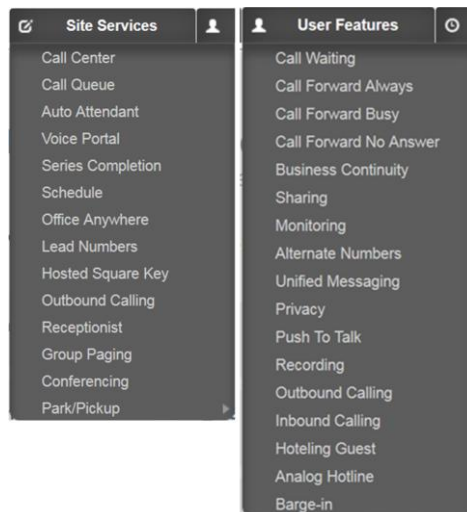 Site Services
Call Center
Call Queue
Auto Attendant
Voice Portal
Series Completion
Schedule
Office Anywhere
Lead Numbers
Hosted Square Key
Outbound Calling
Receptionist
Group Paging
Conferencing
Park/Pickup
User Features
Call Waiting
Call Forward Always
Call Forward Busy
Call Forward No Answer
Business Continuity
Sharing
Monitoring
Alternate Numbers
Unified Messaging
Privacy
Push To Talk
Recording
Outbound Calling
Inbound Calling
Hoteling Guest
Analog Hotline
Barge-in